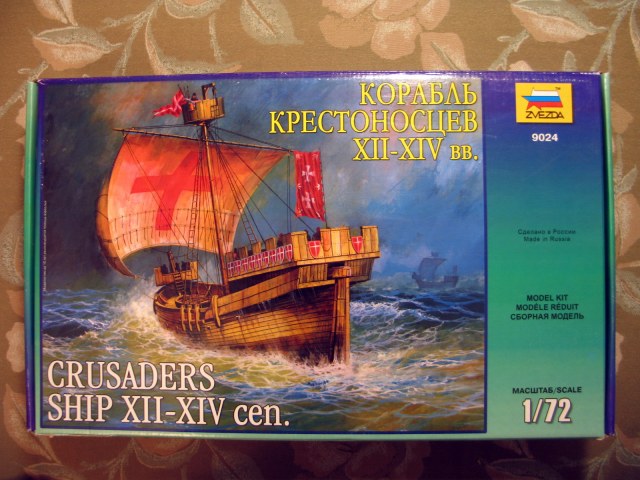 КОРАБЛЬ
КРЕСТОНОСЦЕВ
XII-XIV вв.
ZVEZDA
9024
Сделано в России
Made in Russia
MODEL KIT
MODÈLE RÉDUIT
СБОРНАЯ МОДЕЛЬ
CRUSADERS
SHIP XII-XIV cen.
МАСШТАБ/SCALE
1/72